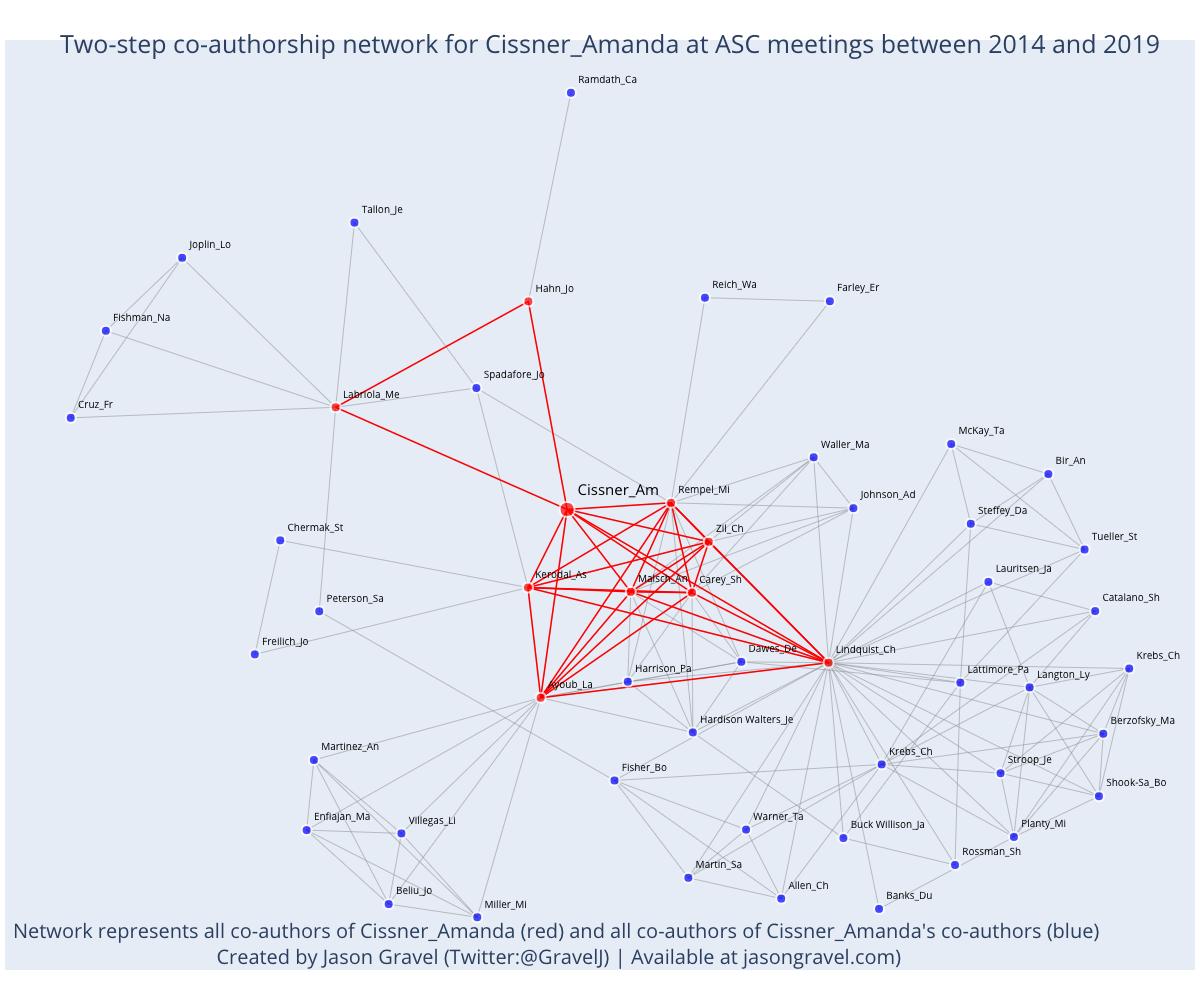 Two-step co-authorship network for Cissner_Amanda at ASC meetings between 2014 and 2019
Ramdath_Ca
Tallon_Je
Joplin_Lo
Hahn_Jo
Reich_Wa
Farley_Er
Fishman_Na
Spadafore_Jo
Labriola_Me
Cruz_Fr
McKay_Ta
Waller_Ma
Bir_An
Cissner_Am
Rempel_Mi
Johnson_Ad
Steffey_Da
Chermak_St
Zil_Ch
Tueller_St
Lauritsen_Ja
Kerodal_As
Malsch_An
Carey_Sh
Peterson_Sa
Catalano_Sh
Freilich_Jo
Dawes_De
Lindquist_Ch
Krebs_Ch
Harrison_Pa
Lattimore_Pa
Langton_Ly
Ayoub_La
Hardison Walters_Je
Berzofsky_Ma
Martinez_An
Krebs_Ch
Stroop_Je
Fisher_Bo
Shook-Sa_Bo
Enfiajan_Ma
Villegas_Li
Warner_Ta
Buck Willison_Ja
Planty_Mi
Rossman_Sh
Martin_Sa
Allen_Ch
Beliu_Jo
Banks_Du
Miller_Mi
Network represents all co-authors of Cissner_Amanda (red) and all co-authors of Cissner_Amanda's co-authors (blue)
Created by Jason Gravel (Twitter:@GravelJ) | Available at jasongravel.com)